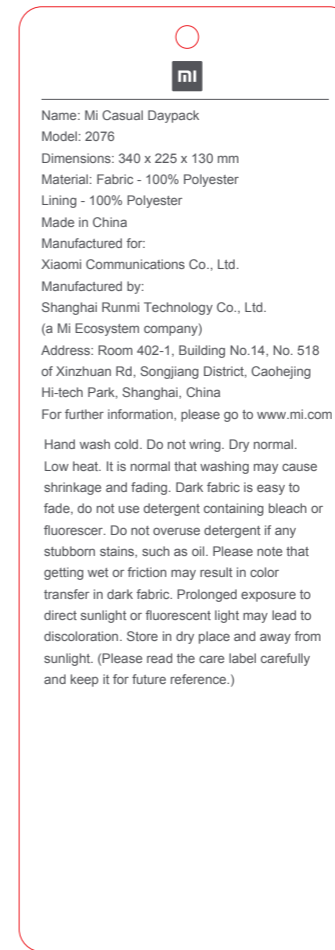 mi
Name: Mi Casual Daypack
Model: 2076
Dimensions: 340 x 225 x 130 mm
Material: Fabric - 100% Polyester
Lining - 100% Polyester
Made in China
Manufactured for:
Xiaomi Communications Co., Ltd.
Manufactured by:
Shanghai Runmi Technology Co., Ltd.
(a Mi Ecosystem company)
Address: Room 402-1, Building No.14, No. 518
of Xinzhuan Rd, Songjiang District, Caohejing
Hi-tech Park, Shanghai, China
For further information, please go to www.mi.com
Hand wash cold. Do not wring. Dry normal.
Low heat. It is normal that washing may cause
shrinkage and fading. Dark fabric is easy to
fade, do not use detergent containing bleach or
fluorescer. Do not overuse detergent if any
stubborn stains, such as oil. Please note that
getting wet or friction may result in color
transfer in dark fabric. Prolonged exposure to
direct sunlight or fluorescent light may lead to
discoloration. Store in dry place and away from
sunlight. (Please read the care label carefully
and keep it for future reference.)